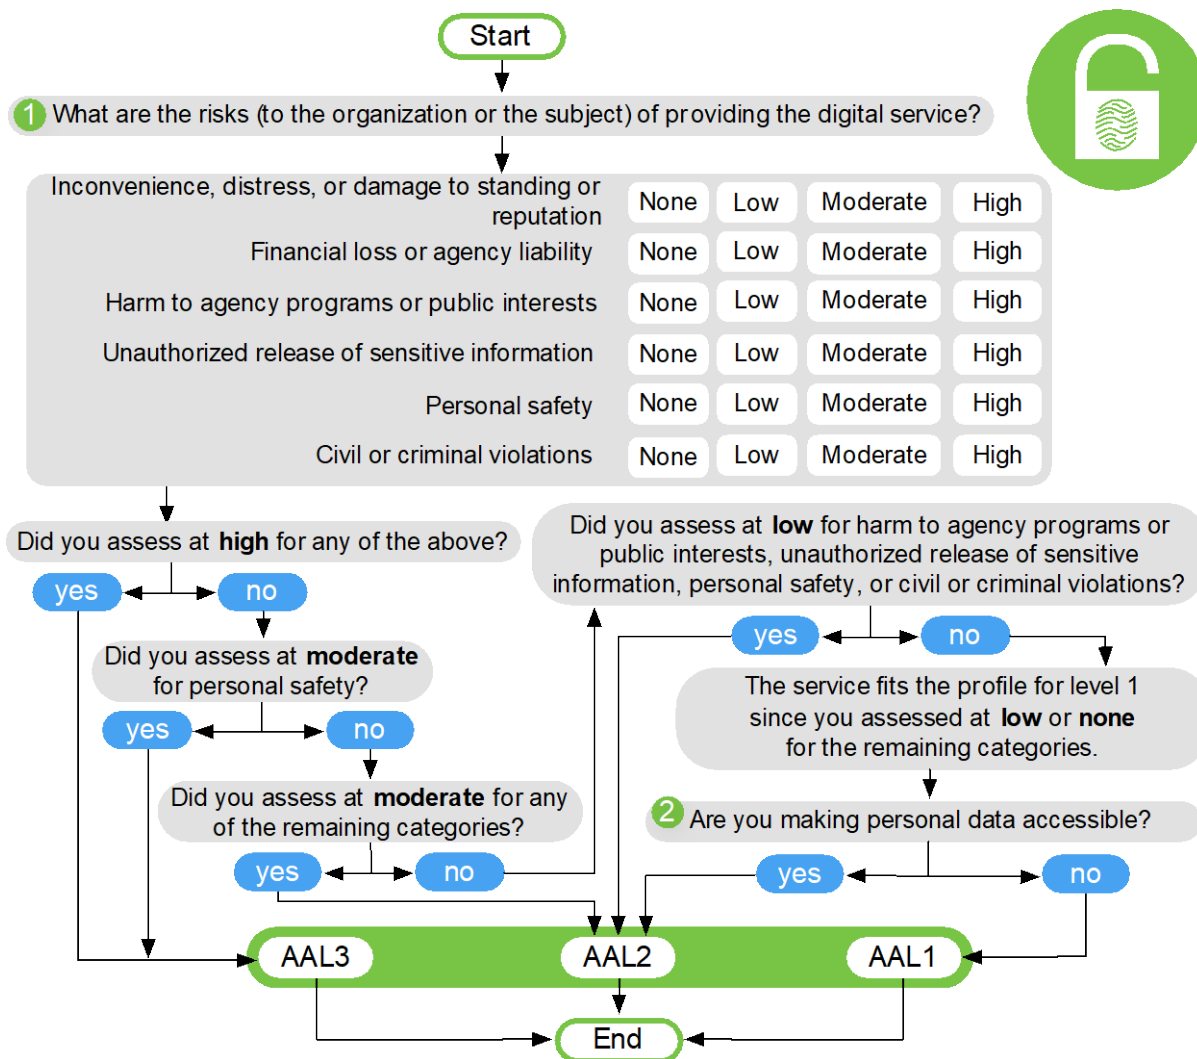 Start
1 What are the risks (to the organization or the subject) of providing the digital service?
Inconvenience, distress, or damage to standing or
reputation
None Low Moderate High
Financial loss or agency liability None Low Moderate High
Harm to agency programs or public interests None Low Moderate High
Unauthorized release of sensitive information None Low Moderate High
Personal safety None Low Moderate High
Civil or criminal violations None Low Moderate High
Did you assess at high for any of the above?
yes no
Did you assess at moderate
for personal safety?
yes no
Did you assess at moderate for any
of the remaining categories?
yes no
Did you assess at low for harm to agency programs or
public interests, unauthorized release of sensitive
information, personal safety, or civil or criminal violations?
yes no
The service fits the profile for level 1
since you assessed at low or none
for the remaining categories.
2 Are you making personal data accessible?
yes no
AAL3 AAL2 AAL1
End